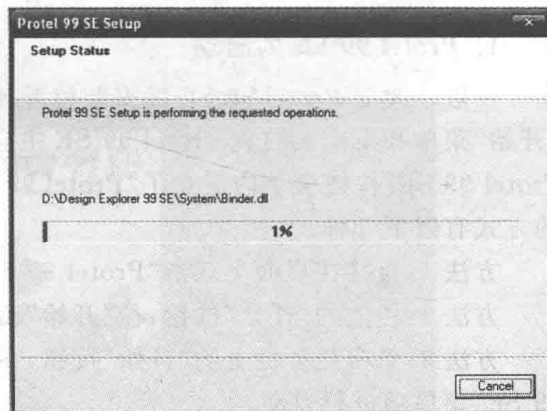 Protel 99 SE Setup
Setup Status
Protel 99 SE Setup is performing the requested operations.
D:\Design Explorer 99 SE\System\Binder.dll
1%
Cancel